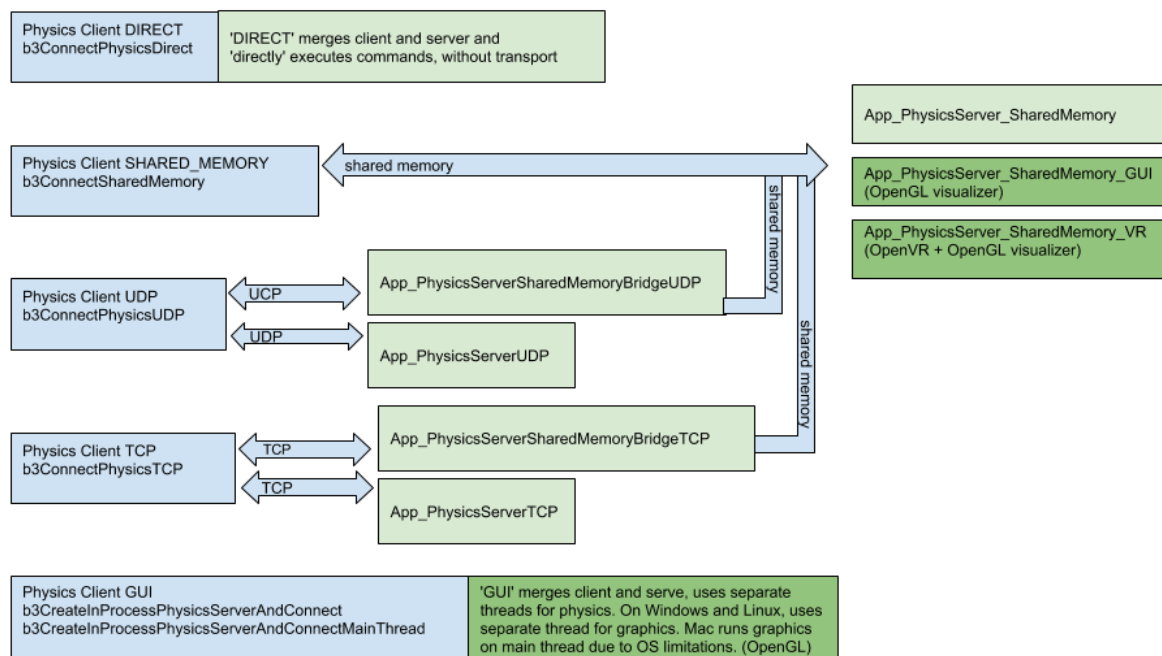 Physics Client DIRECT
b3ConnectPhysicsDirect
'DIRECT' merges client and server and
'directly' executes commands, without transport
App_PhysicsServer_SharedMemory
Physics Client SHARED_MEMORY
b3ConnectSharedMemory
shared memory
App_PhysicsServer_SharedMemory_GUI
(OpenGL visualizer)
App_PhysicsServer_SharedMemory_VR
(OpenVR + OpenGL visualizer)
shared memory
shared memory
Physics Client UDP
b3ConnectPhysicsUDP
UCP
App_PhysicsServerSharedMemoryBridgeUDP
UDP
App_PhysicsServerUDP
Physics Client TCP
b3ConnectPhysicsTCP
TCP
App_PhysicsServerSharedMemoryBridgeTCP
TCP
App_PhysicsServerTCP
Physics Client GUI
b3CreateInProcessPhysicsServerAndConnect
b3CreateInProcessPhysicsServerAndConnectMainThread
'GUI' merges client and serve, uses separate
threads for physics. On Windows and Linux, uses
separate thread for graphics. Mac runs graphics
on main thread due to OS limitations. (OpenGL)